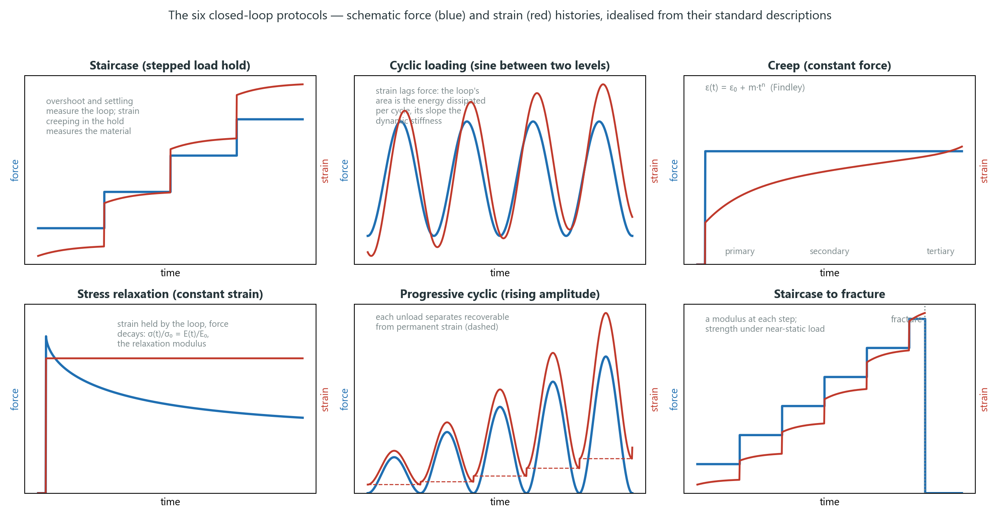 The six closed-loop protocols — schematic force (blue) and strain (red) histories, idealised from their standard descriptions
Staircase (stepped load hold)
overshoot and settling
measure the loop; strain
creeping in the hold
measures the material
force
strain
time
Cyclic loading (sine between two levels)
strain lags force: the loop's
area is the energy dissipated
per cycle, its slope the
dynamic stiffness
force
strain
time
Creep (constant force)
ε(t) = ε₀ + m·tⁿ (Findley)
primary
secondary
tertiary
force
strain
time
Stress relaxation (constant strain)
strain held by the loop, force
decays: σ(t)/σ₀ = E(t)/E₀,
the relaxation modulus
force
strain
time
Progressive cyclic (rising amplitude)
each unload separates recoverable
from permanent strain (dashed)
force
strain
time
Staircase to fracture
a modulus at each step;
strength under near-static load
fracture
force
strain
time